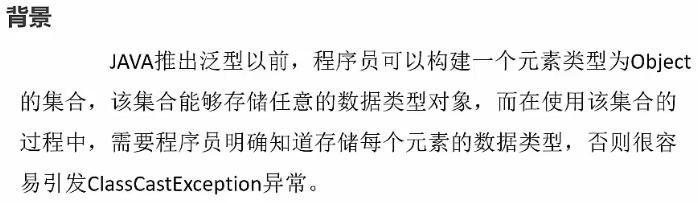 背景
JAVA推出泛型以前，程序员可以构建一个元素类型为Object
的集合，该集合能够存储任意的数据类型对象，而在使用该集合的
过程中，需要程序员明确知道存储每个元素的数据类型，否则很容
易引发ClassCastException异常。